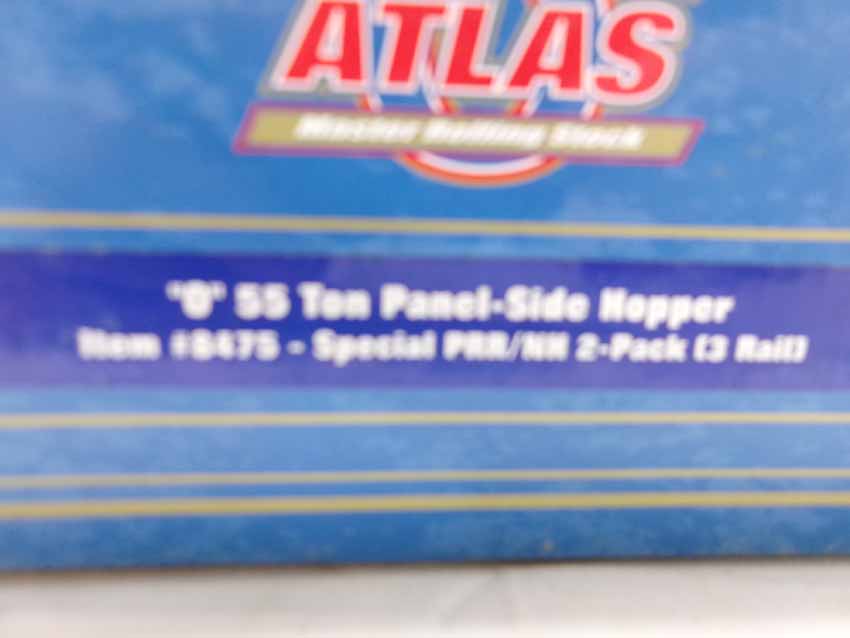 ATLAS
Master Rolling Stock
"O" 55 Ton Panel-Side Hopper
Item #8475 - Special PRR/NH 2-Pack (3 Rail)